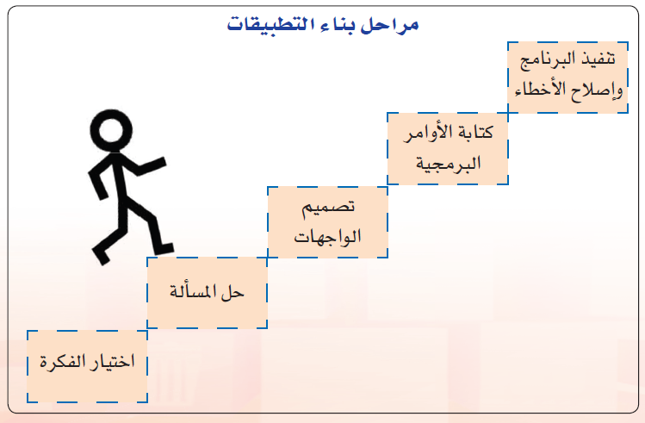 مراحل بناء التطبيقات
تنفيذ البرنامج
وإصلاح الأخطاء
كتابة الأوامر
البرمجية
تصميم
الواجهات
حل المسألة
اختيار الفكرة